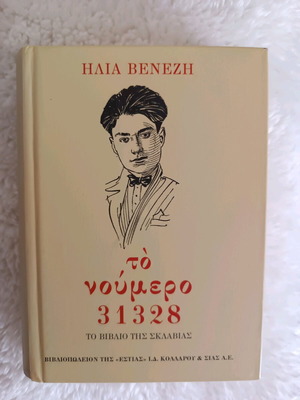 ΗΛΙΑ ΒΕΝΕΖΗ
τὸ
νούμερο
31328
ΤΟ ΒΙΒΛΙΟ ΤΗΣ ΣΚΛΑΒΙΑΣ
ΒΙΒΛΙΟΠΩΛΕΙΟΝ ΤΗΣ «ΕΣΤΙΑΣ» Ι.Δ. ΚΟΛΛΑΡΟΥ & ΣΙΑΣ Α.Ε.